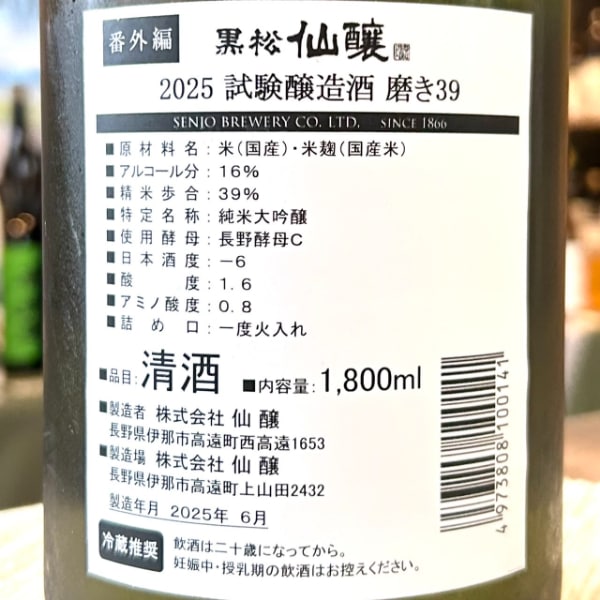 番外編 黒松仙醸
2025 試験醸造酒 磨き39
SENJO BREWERY CO. LTD. SINCE 1866
■原材料名：米(国産)・米麹(国産米)
■アルコール分：16%
■精米歩合：39%
■特定名称：純米大吟醸
■使用酵母：長野酵母C
■日本酒度：−6
■酸度：1.6
■アミノ酸度：0.8
■詰め口：一度火入れ
■品目：清酒 ■内容量：1,800ml
■製造者 株式会社 仙醸
長野県伊那市高遠町西高遠1653
■製造場 株式会社 仙醸
長野県伊那市高遠町上山田2432
製造年月 2025年 6月
冷蔵推奨
飲酒は二十歳になってから。
妊娠中・授乳期の飲酒はお控えください。
4973808100141